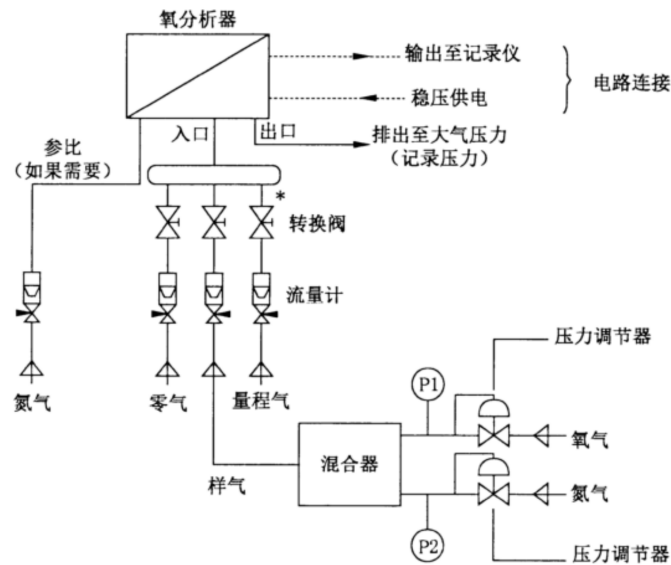 氧分析器
输出至记录仪
电路连接
稳压供电
入口
出口
排出至大气压力
（记录压力）
参比
（如果需要）
*
转换阀
流量计
氮气
零气
量程气
压力调节器
P1
氧气
混合器
样气
氮气
P2
压力调节器